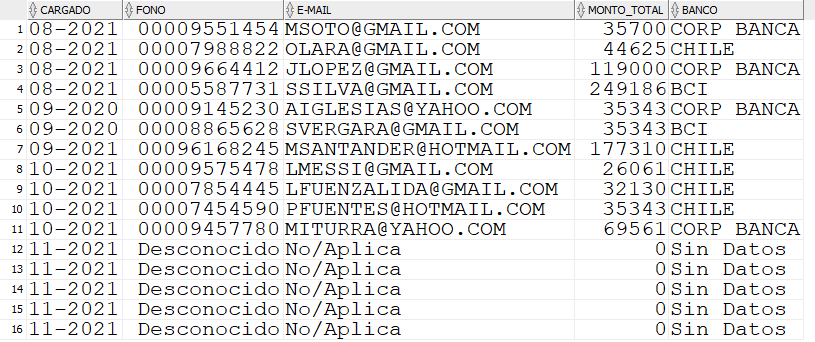 CARGADO FONO E-MAIL MONTO_TOTAL BANCO
1 08-2021 00009551454 MSOTO@GMAIL.COM 35700 CORP BANCA
2 08-2021 00007988822 OLARA@GMAIL.COM 44625 CHILE
3 08-2021 00009664412 JLOPEZ@GMAIL.COM 119000 CORP BANCA
4 08-2021 00005587731 SSILVA@GMAIL.COM 249186 BCI
5 09-2020 00009145230 AIGLESIAS@YAHOO.COM 35343 CORP BANCA
6 09-2020 00008865628 SVERGARA@GMAIL.COM 35343 BCI
7 09-2021 00096168245 MSANTANDER@HOTMAIL.COM 177310 CHILE
8 10-2021 00009575478 LMESSI@GMAIL.COM 26061 CHILE
9 10-2021 00007854445 LFUENZALIDA@GMAIL.COM 32130 CHILE
10 10-2021 00007454590 PFUENTES@HOTMAIL.COM 35343 CHILE
11 10-2021 00009457780 MITURRA@YAHOO.COM 69561 CORP BANCA
12 11-2021 Desconocido No/Aplica 0 Sin Datos
13 11-2021 Desconocido No/Aplica 0 Sin Datos
14 11-2021 Desconocido No/Aplica 0 Sin Datos
15 11-2021 Desconocido No/Aplica 0 Sin Datos
16 11-2021 Desconocido No/Aplica 0 Sin Datos